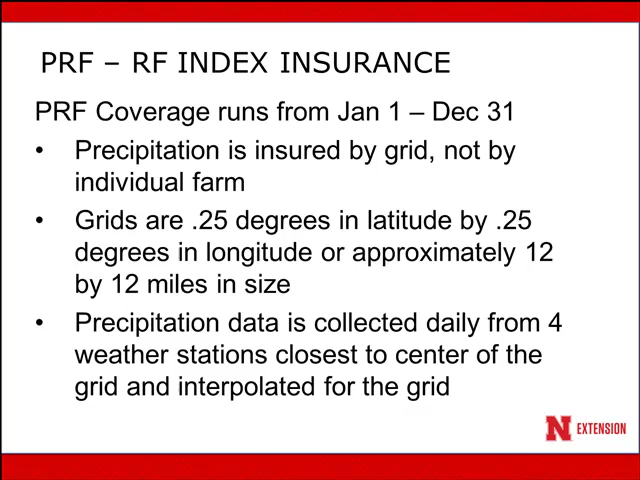 PRF – RF INDEX INSURANCE
PRF Coverage runs from Jan 1 – Dec 31
• Precipitation is insured by grid, not by
individual farm
• Grids are .25 degrees in latitude by .25
degrees in longitude or approximately 12
by 12 miles in size
• Precipitation data is collected daily from 4
weather stations closest to center of the
grid and interpolated for the grid
N EXTENSION